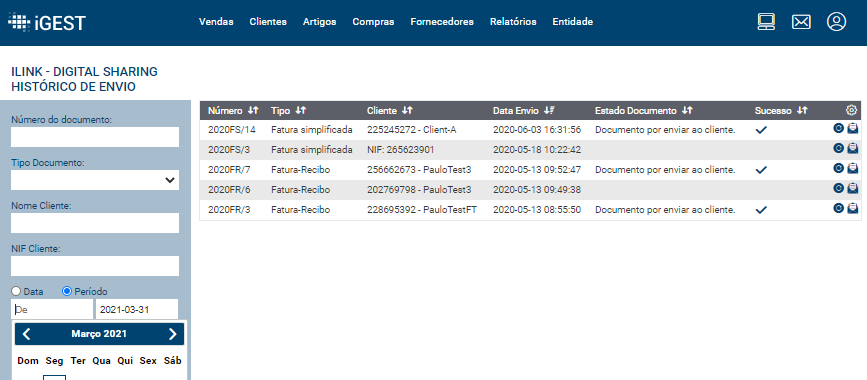 iGEST
Vendas Clientes Artigos Compras Fornecedores Relatórios Entidade
ILINK - DIGITAL SHARING
HISTÓRICO DE ENVIO
Número do documento:
Tipo Documento:
Nome Cliente:
NIF Cliente:
Data Período
De 2021-03-31
Março 2021
Dom Seg Ter Qua Qui Sex Sáb
Número Tipo Cliente Data Envio Estado Documento Sucesso
2020FS/14 Fatura simplificada 225245272 - Client-A 2020-06-03 16:31:56 Documento por enviar ao cliente.
2020FS/3 Fatura simplificada NIF: 265623901 2020-05-18 10:22:42
2020FR/7 Fatura-Recibo 256662673 - PauloTest3 2020-05-13 09:52:47 Documento por enviar ao cliente.
2020FR/6 Fatura-Recibo 202769798 - PauloTest3 2020-05-13 09:49:38
2020FR/3 Fatura-Recibo 228695392 - PauloTestFT 2020-05-13 08:55:50 Documento por enviar ao cliente.